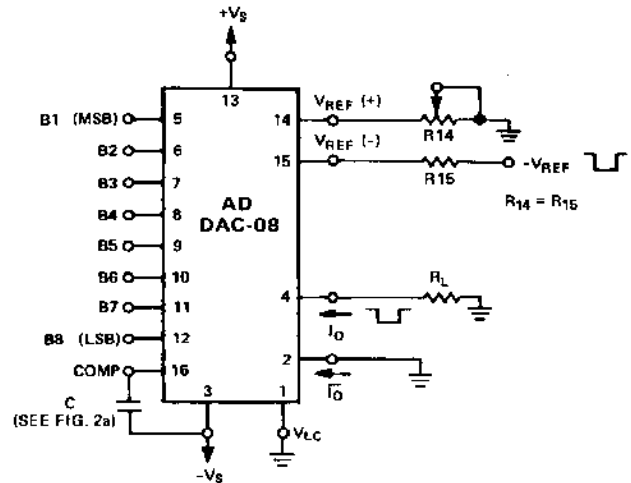 +VS
13
B1 (MSB) 5
B2 6
B3 7
B4 8
B5 9
B6 10
B7 11
B8 (LSB) 12
COMP 16
C
(SEE FIG. 2a)
AD
DAC-08
14 VREF (+)
R14
15 VREF (-)
R15
-VREF
R14 = R15
4
RL
IO
2
IO
3
1
VLC
-VS